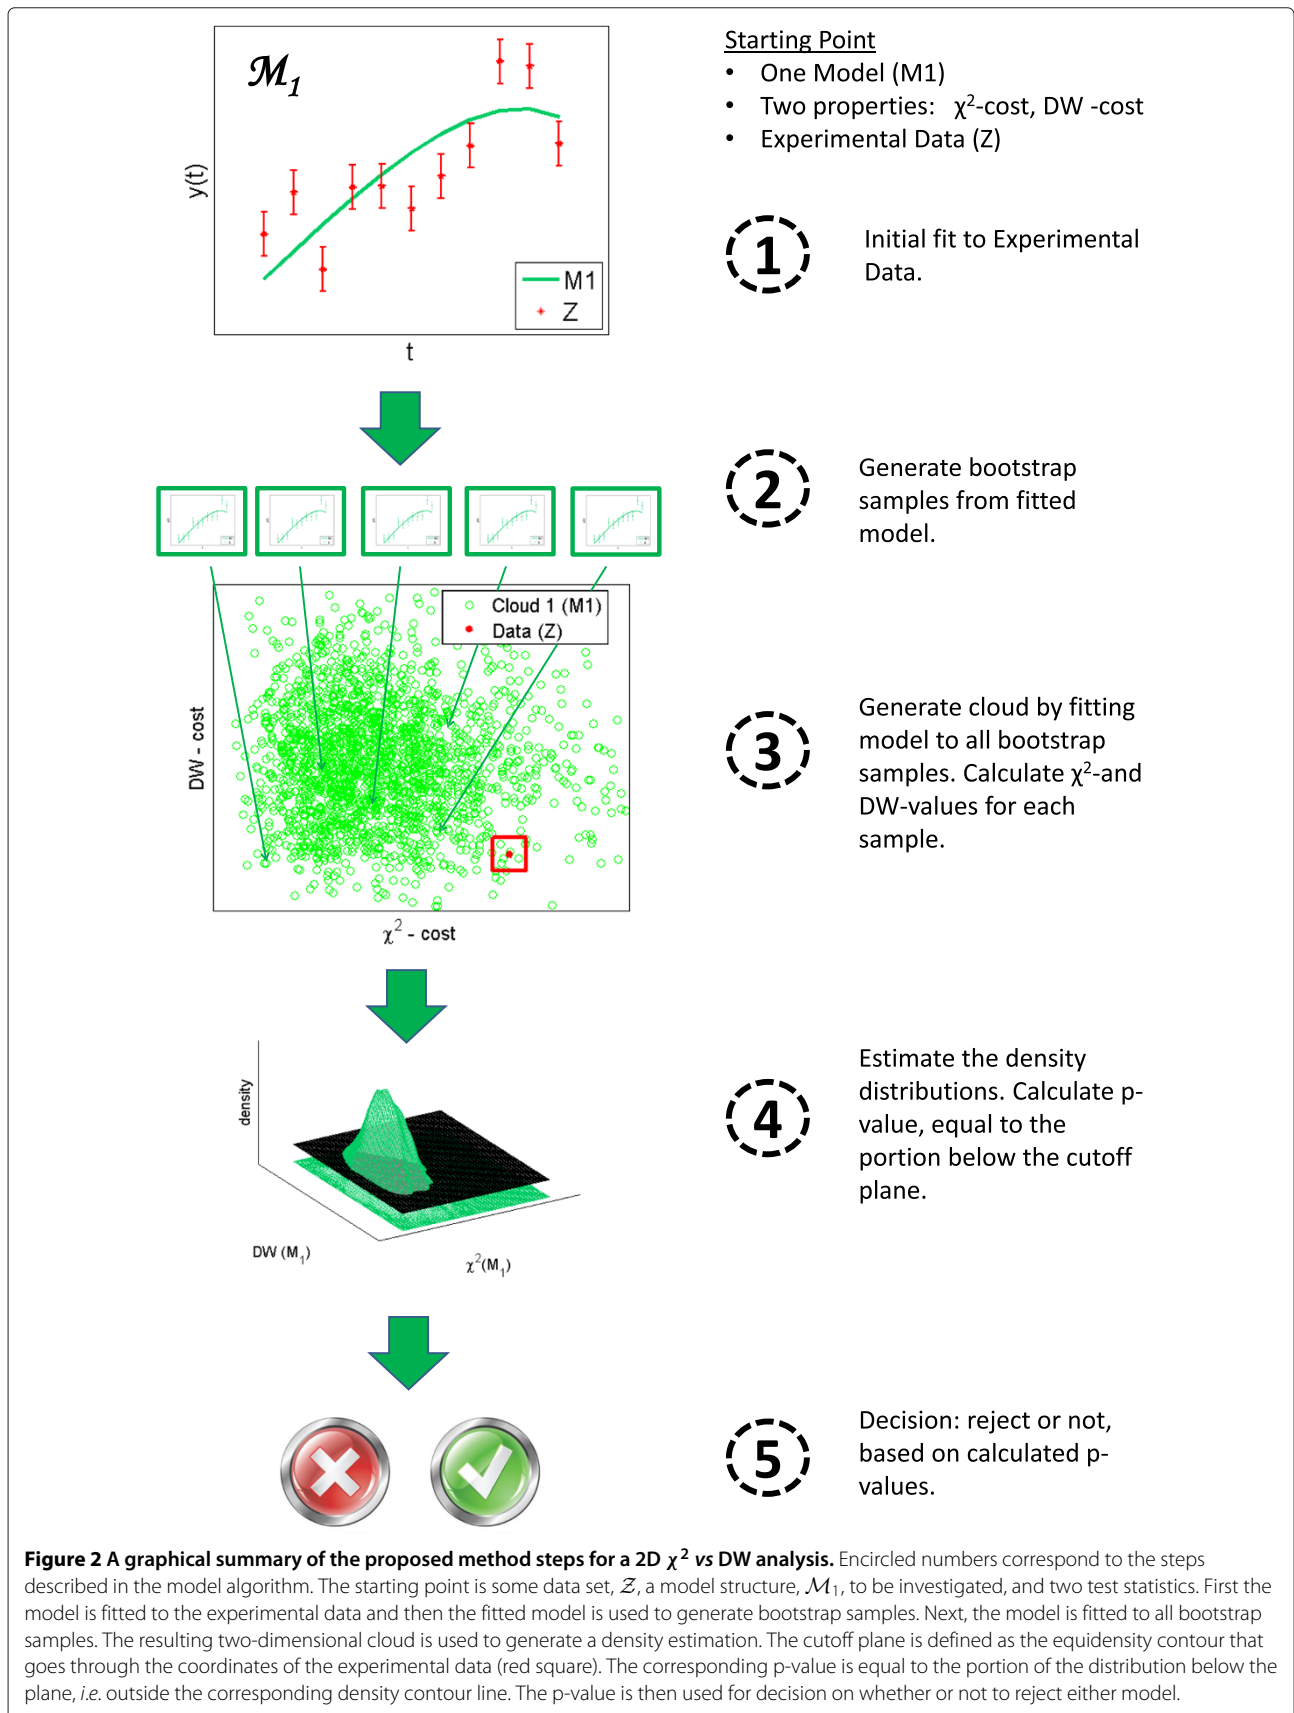 M1
y(t)
t
M1
Z
Starting Point
• One Model (M1)
• Two properties: χ²-cost, DW -cost
• Experimental Data (Z)
1
Initial fit to Experimental
Data.
2
Generate bootstrap
samples from fitted
model.
Cloud 1 (M1)
Data (Z)
DW - cost
χ² - cost
3
Generate cloud by fitting
model to all bootstrap
samples. Calculate χ²-and
DW-values for each
sample.
density
DW (M₁)
χ²(M₁)
4
Estimate the density
distributions. Calculate p-
value, equal to the
portion below the cutoff
plane.
5
Decision: reject or not,
based on calculated p-
values.
Figure 2 A graphical summary of the proposed method steps for a 2D χ² vs DW analysis. Encircled numbers correspond to the steps
described in the model algorithm. The starting point is some data set, 𝒵, a model structure, ℳ₁, to be investigated, and two test statistics. First the
model is fitted to the experimental data and then the fitted model is used to generate bootstrap samples. Next, the model is fitted to all bootstrap
samples. The resulting two-dimensional cloud is used to generate a density estimation. The cutoff plane is defined as the equidensity contour that
goes through the coordinates of the experimental data (red square). The corresponding p-value is equal to the portion of the distribution below the
plane, i.e. outside the corresponding density contour line. The p-value is then used for decision on whether or not to reject either model.